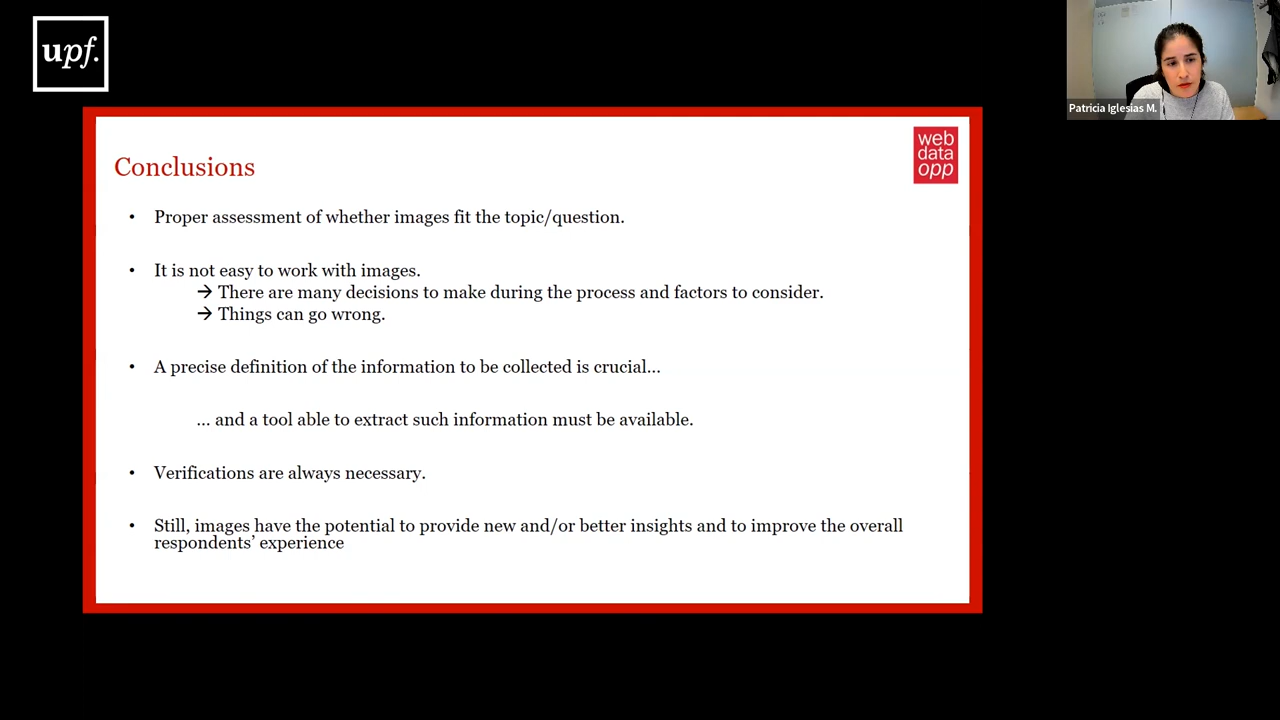 upf.
Patricia Iglesias M.
web
data
opp
Conclusions
• Proper assessment of whether images fit the topic/question.
• It is not easy to work with images.
→ There are many decisions to make during the process and factors to consider.
→ Things can go wrong.
• A precise definition of the information to be collected is crucial...
... and a tool able to extract such information must be available.
• Verifications are always necessary.
• Still, images have the potential to provide new and/or better insights and to improve the overall
respondents’ experience